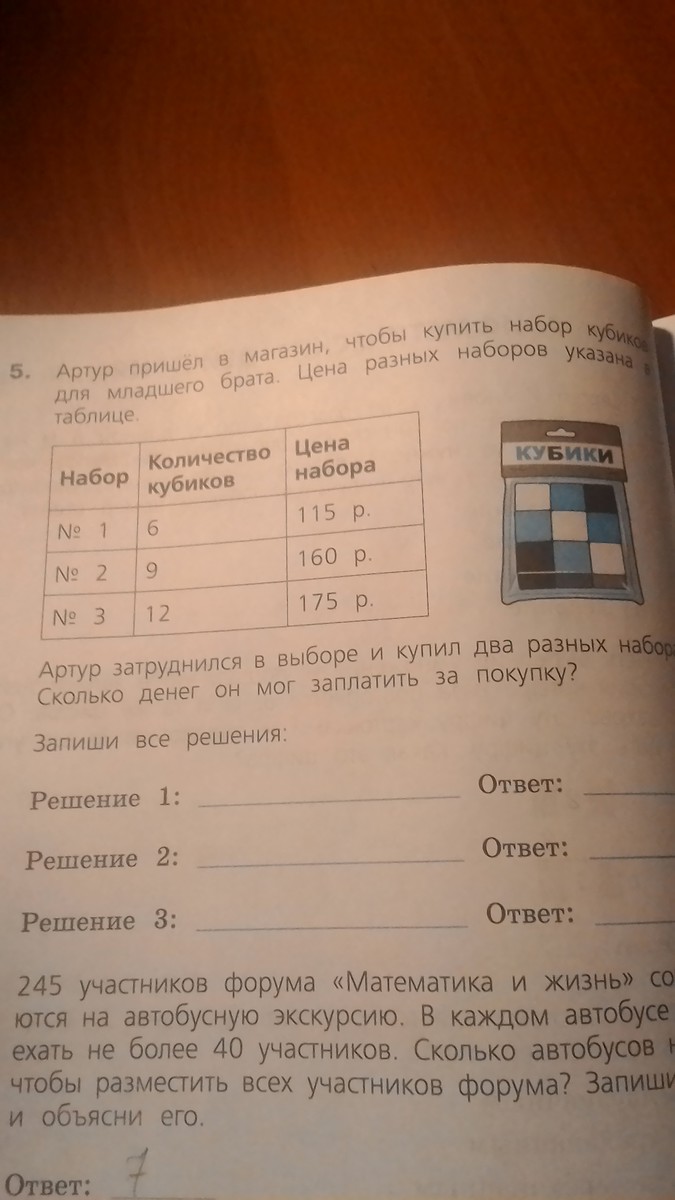 5. Артур пришёл в магазин, чтобы купить набор кубиков
для младшего брата. Цена разных наборов указана в
таблице.
Набор Количество кубиков Цена набора
№ 1 6 115 р.
№ 2 9 160 р.
№ 3 12 175 р.
КУБИКИ
Артур затруднился в выборе и купил два разных набора
Сколько денег он мог заплатить за покупку?
Запиши все решения:
Решение 1: Ответ:
Решение 2: Ответ:
Решение 3: Ответ:
245 участников форума «Математика и жизнь» со
ются на автобусную экскурсию. В каждом автобусе
ехать не более 40 участников. Сколько автобусов
чтобы разместить всех участников форума? Запиши
и объясни его.
Ответ: 7